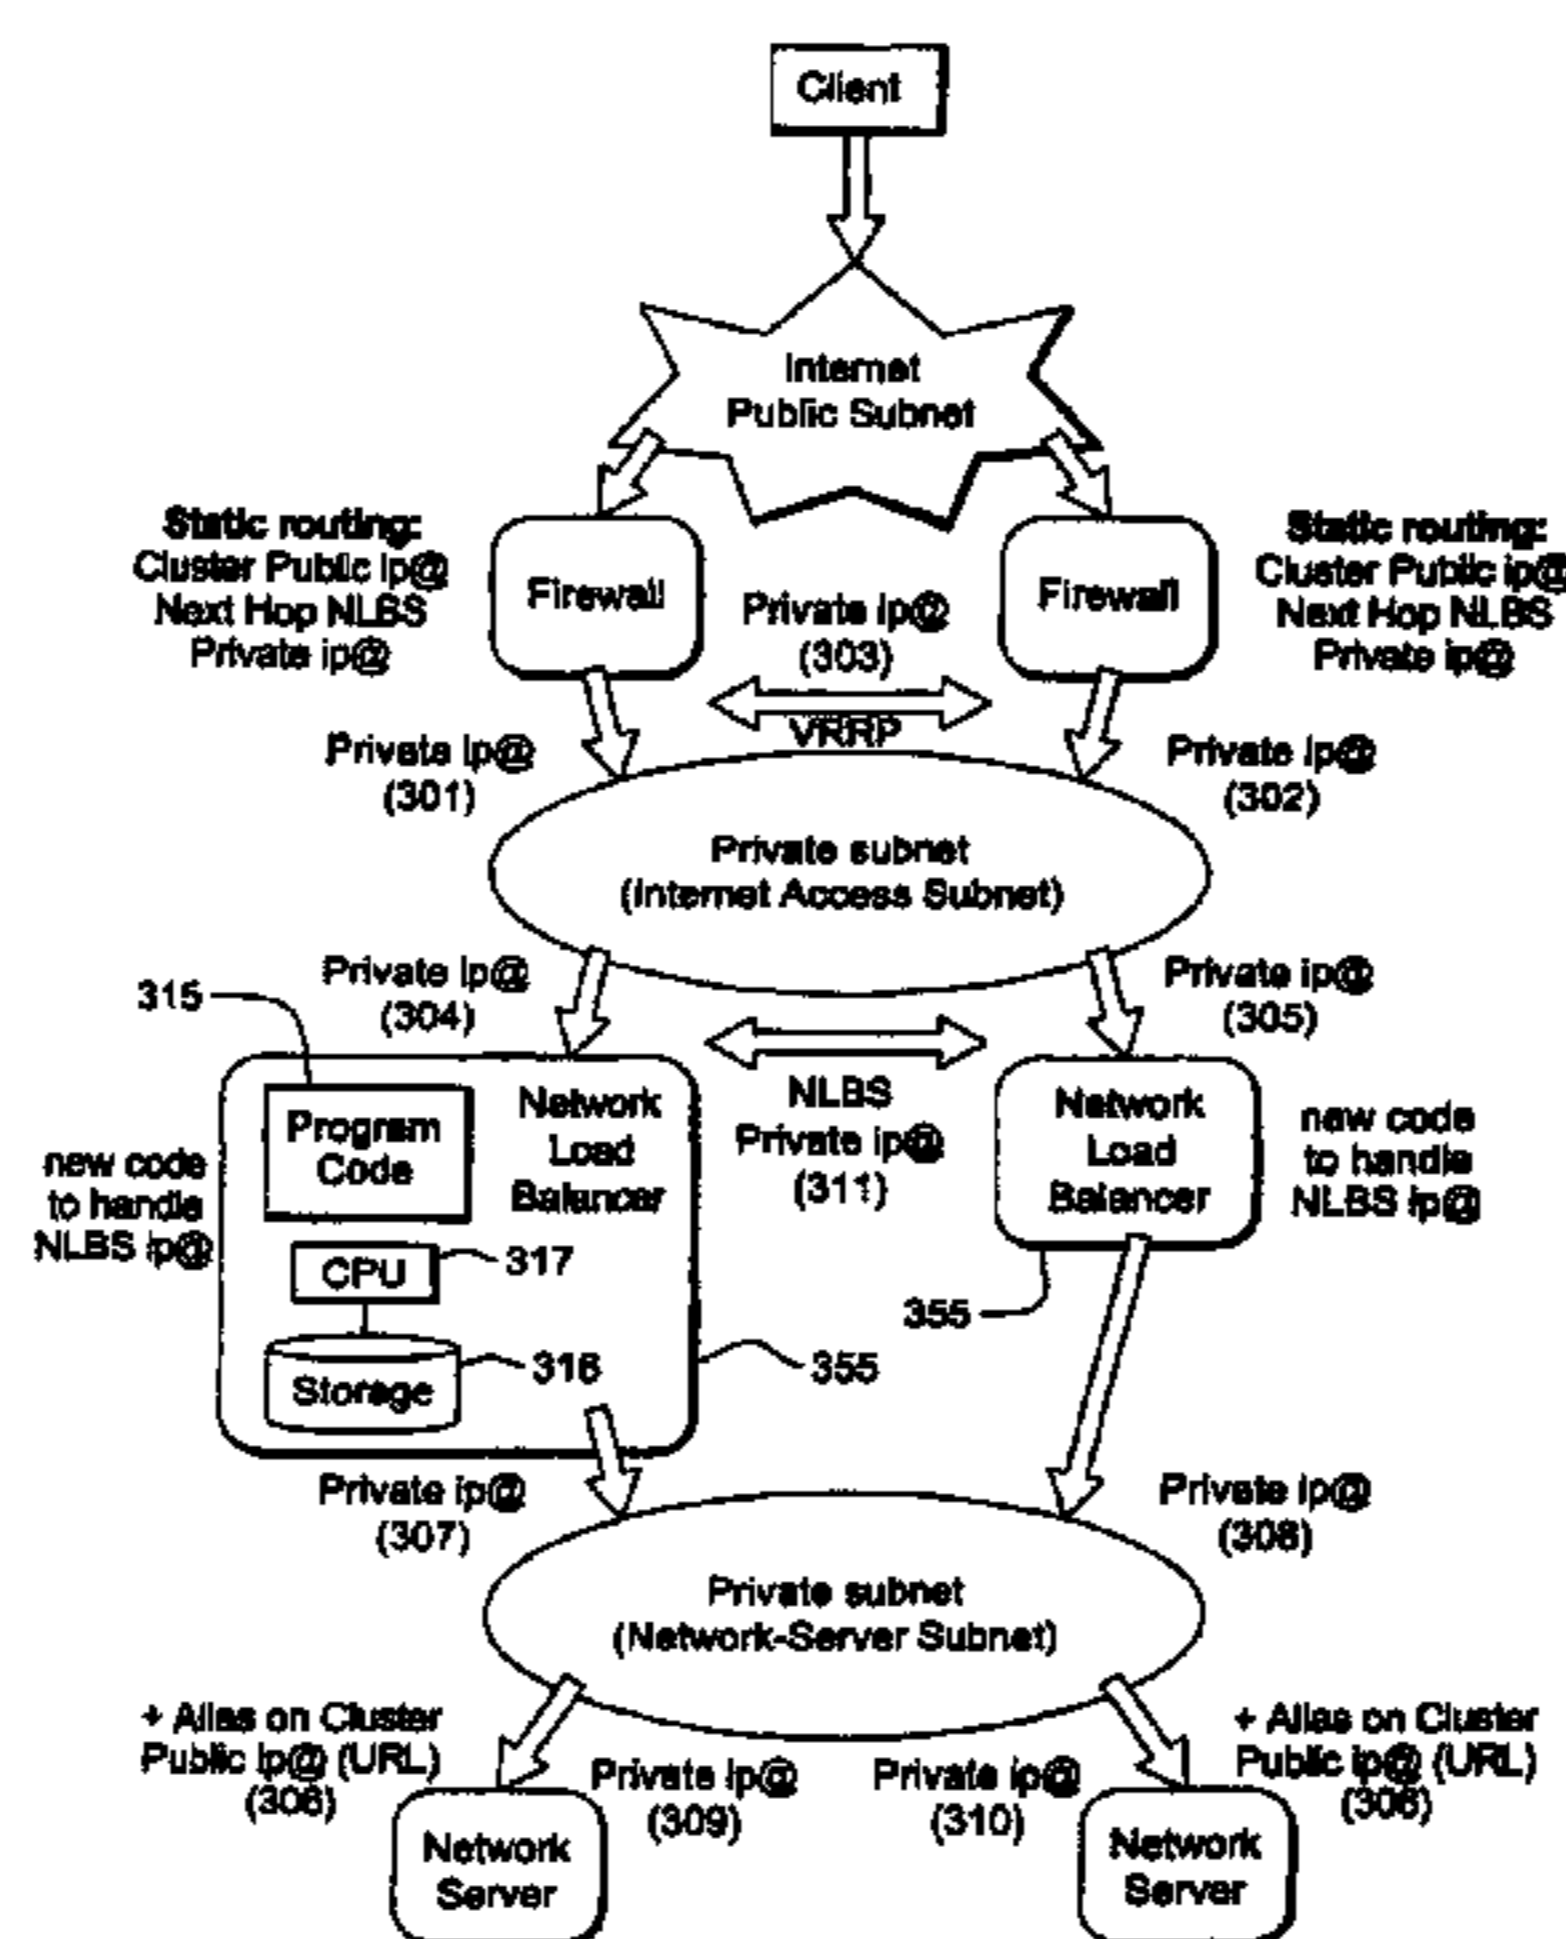 Client
Internet
Public Subnet
Static routing:
Cluster Public ip@
Next Hop NLBS
Private ip@
Firewall
Private ip@
(303)
VRRP
Firewall
Static routing:
Cluster Public ip@
Next Hop NLBS
Private ip@
Private ip@
(301)
Private ip@
(302)
Private subnet
(Internet Access Subnet)
Private ip@
(304)
Private ip@
(305)
315
Program
Code
Network
Load
Balancer
NLBS
Private ip@
(311)
Network
Load
Balancer
new code
to handle
NLBS ip@
new code
to handle
NLBS ip@
CPU
317
Storage
316
355
355
Private ip@
(307)
Private ip@
(308)
Private subnet
(Network-Server Subnet)
+ Alias on Cluster
Public ip@ (URL)
(306)
Private ip@
(309)
Private ip@
(310)
+ Alias on Cluster
Public ip@ (URL)
(306)
Network
Server
Network
Server